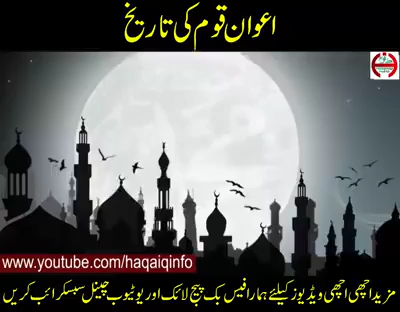 اعوان قوم کی تاریخ
www.youtube.com/haqaiqinfo
مزید اچھی اچھی ویڈیوز کیلئے ہمارا فیس بک پیج لائک اور یوٹیوب چینل سبسکرائب کریں